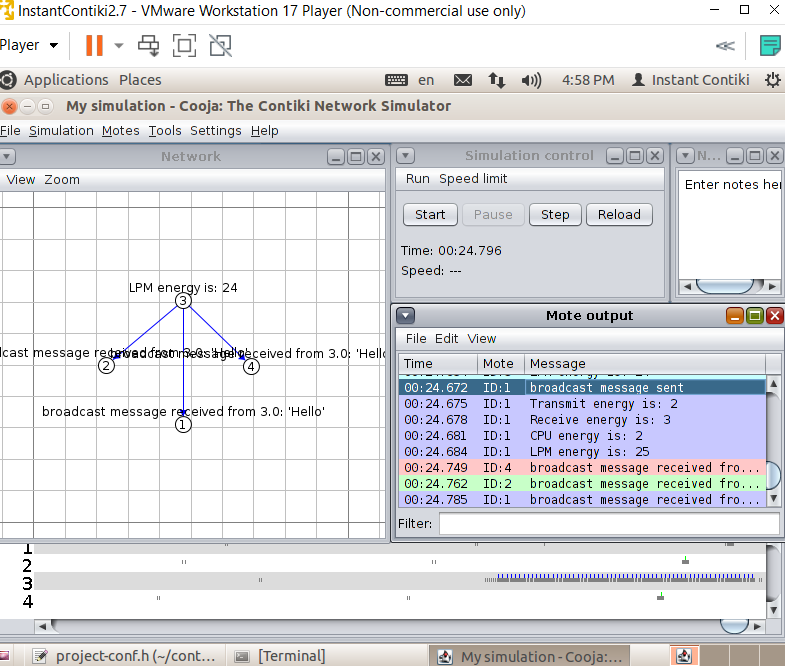 InstantContiki2.7 - VMware Workstation 17 Player (Non-commercial use only)
Player
Applications Places en 4:58 PM Instant Contiki
My simulation - Cooja: The Contiki Network Simulator
File Simulation Motes Tools Settings Help
Network
View Zoom
LPM energy is: 24
3
broadcast message received from 3.0: 'Hello'
2
4
broadcast message received from 3.0: 'Hello'
1
Simulation control
Run Speed limit
Start Pause Step Reload
Time: 00:24.796
Speed: ---
N...
Enter notes her
Mote output
File Edit View
Time Mote Message
00:24.672 ID:1 broadcast message sent
00:24.675 ID:1 Transmit energy is: 2
00:24.678 ID:1 Receive energy is: 3
00:24.681 ID:1 CPU energy is: 2
00:24.684 ID:1 LPM energy is: 25
00:24.749 ID:4 broadcast message received fro...
00:24.762 ID:2 broadcast message received fro...
00:24.785 ID:1 broadcast message received fro...
Filter:
1
2
3
4
project-conf.h (~/cont... [Terminal] My simulation - Cooja:...